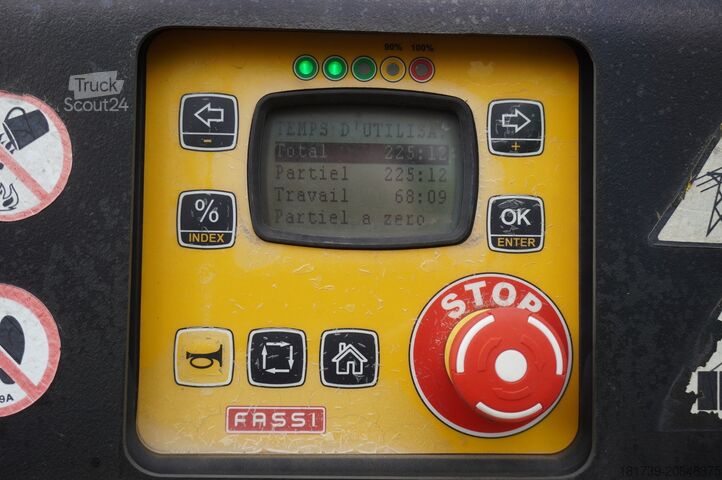 Truck
Scout24
90% 100%
TEMPS D'UTILISA
Total 225:12
Partiel 225:12
Travail 68:09
Partiel a zero
-
+
%
INDEX
OK
ENTER
STOP
FASSI
9A